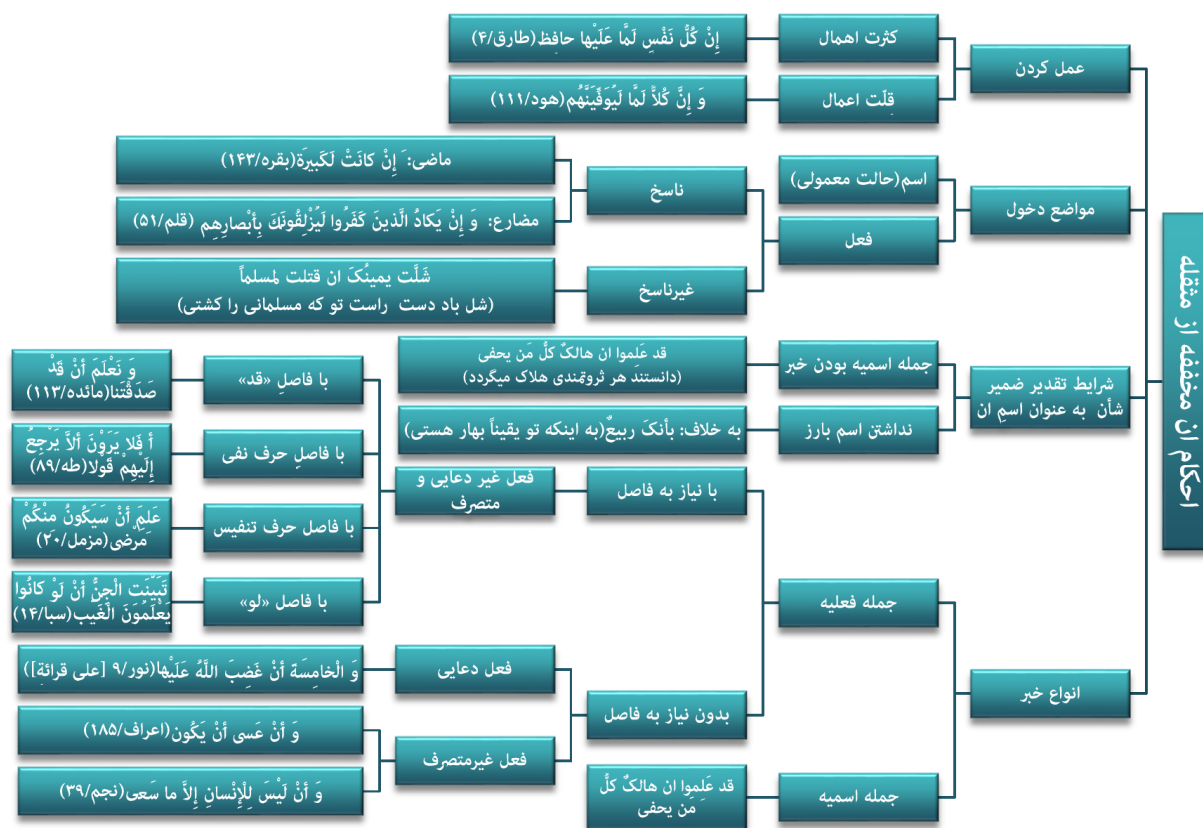 احکام ان مخففه از مثقله
عمل کردن
کثرت اهمال
إِنْ كُلُّ نَفْسٍ لَمَّا عَلَيْها حافِظ(طارق/۴)
قلّت اعمال
وَ إِنَّ كُلاًّ لَمَّا لَيُوَفِّيَنَّهُم(هود/۱۱۱)
مواضع دخول
اسم(حالت معمولی)
فعل
ناسخ
ماضی: َ إِنْ كانَتْ لَكَبيرَة(بقره/۱۴۳)
مضارع: وَ إِنْ يَكادُ الَّذينَ كَفَرُوا لَيُزْلِقُونَكَ بِأَبْصارِهِم (قلم/۵۱)
غیرناسخ
شَلَّت یمینُکَ ان قتلت لمسلماً
(شل باد دست راست تو که مسلمانی را کشتی)
شرایط تقدیر ضمیر
شأن به عنوان اسمِ ان
جمله اسمیه بودن خبر
قد عَلِموا ان هالکٌ کلُّ مَن یحفی
(دانستند هر ثروتمندی هلاک میگردد)
نداشتن اسم بارز
به خلاف: بأنکَ ربیعٌ(به اینکه تو یقیناً بهار هستی)
انواع خبر
جمله فعلیه
با نیاز به فاصل
فعل غیر دعایی و
متصرف
با فاصلِ «قد»
وَ نَعْلَمَ أَنْ قَدْ
صَدَقْتَنا(مائده/۱۱۳)
با فاصلِ حرف نفی
أَ فَلا يَرَوْنَ أَلاَّ يَرْجِعُ
إِلَيْهِمْ قَوْلا(طه/۸۹)
با فاصل حرف تنفیس
عَلِمَ أَنْ سَيَكُونُ مِنْكُمْ
مَرْضى(مزمل/۲۰)
با فاصل «لو»
تَبَيَّنَتِ الْجِنُّ أَنْ لَوْ كانُوا
يَعْلَمُونَ الْغَيْب(سبا/۱۴)
بدون نیاز به فاصل
فعل دعایی
وَ الْخامِسَةَ أَنْ غَضِبَ اللَّهُ عَلَيْها(نور/۹ [علی قرائة])
فعل غیرمتصرف
وَ أَنْ عَسى أَنْ يَكُون(اعراف/۱۸۵)
وَ أَنْ لَيْسَ لِلْإِنْسانِ إِلاَّ ما سَعى(نجم/۳۹)
جمله اسمیه
قد عَلِموا ان هالکٌ کلُّ
مَن یحفی